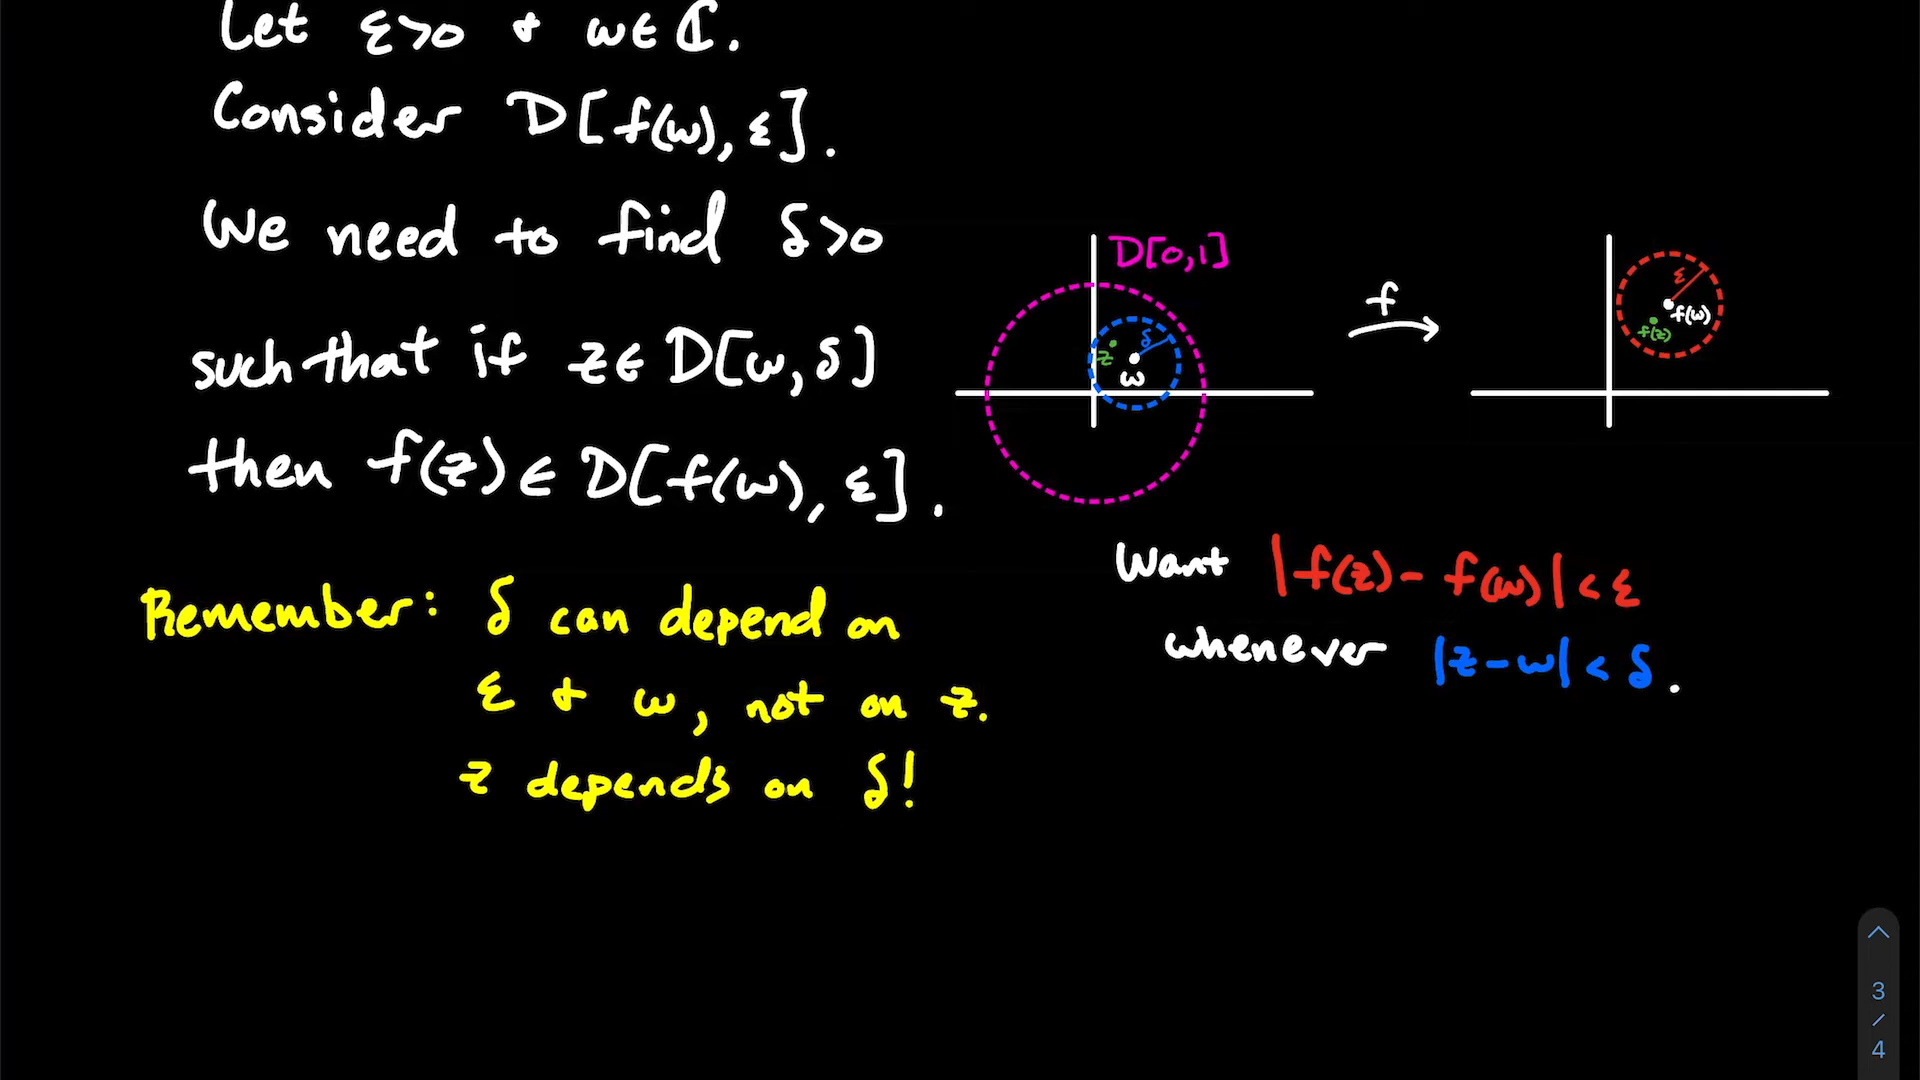 Let ε>0 & ω∈ℂ.
Consider D[f(ω), ε].
We need to find δ>0
such that if z∈D[ω, δ]
then f(z)∈D[f(ω), ε].
Remember: δ can depend on
ε & ω, not on z.
z depends on δ!
D[0,1]
δ
z
ω
f
ε
f(ω)
f(z)
Want |f(z)-f(ω)|<ε
whenever |z-ω|<δ.
3
/
4